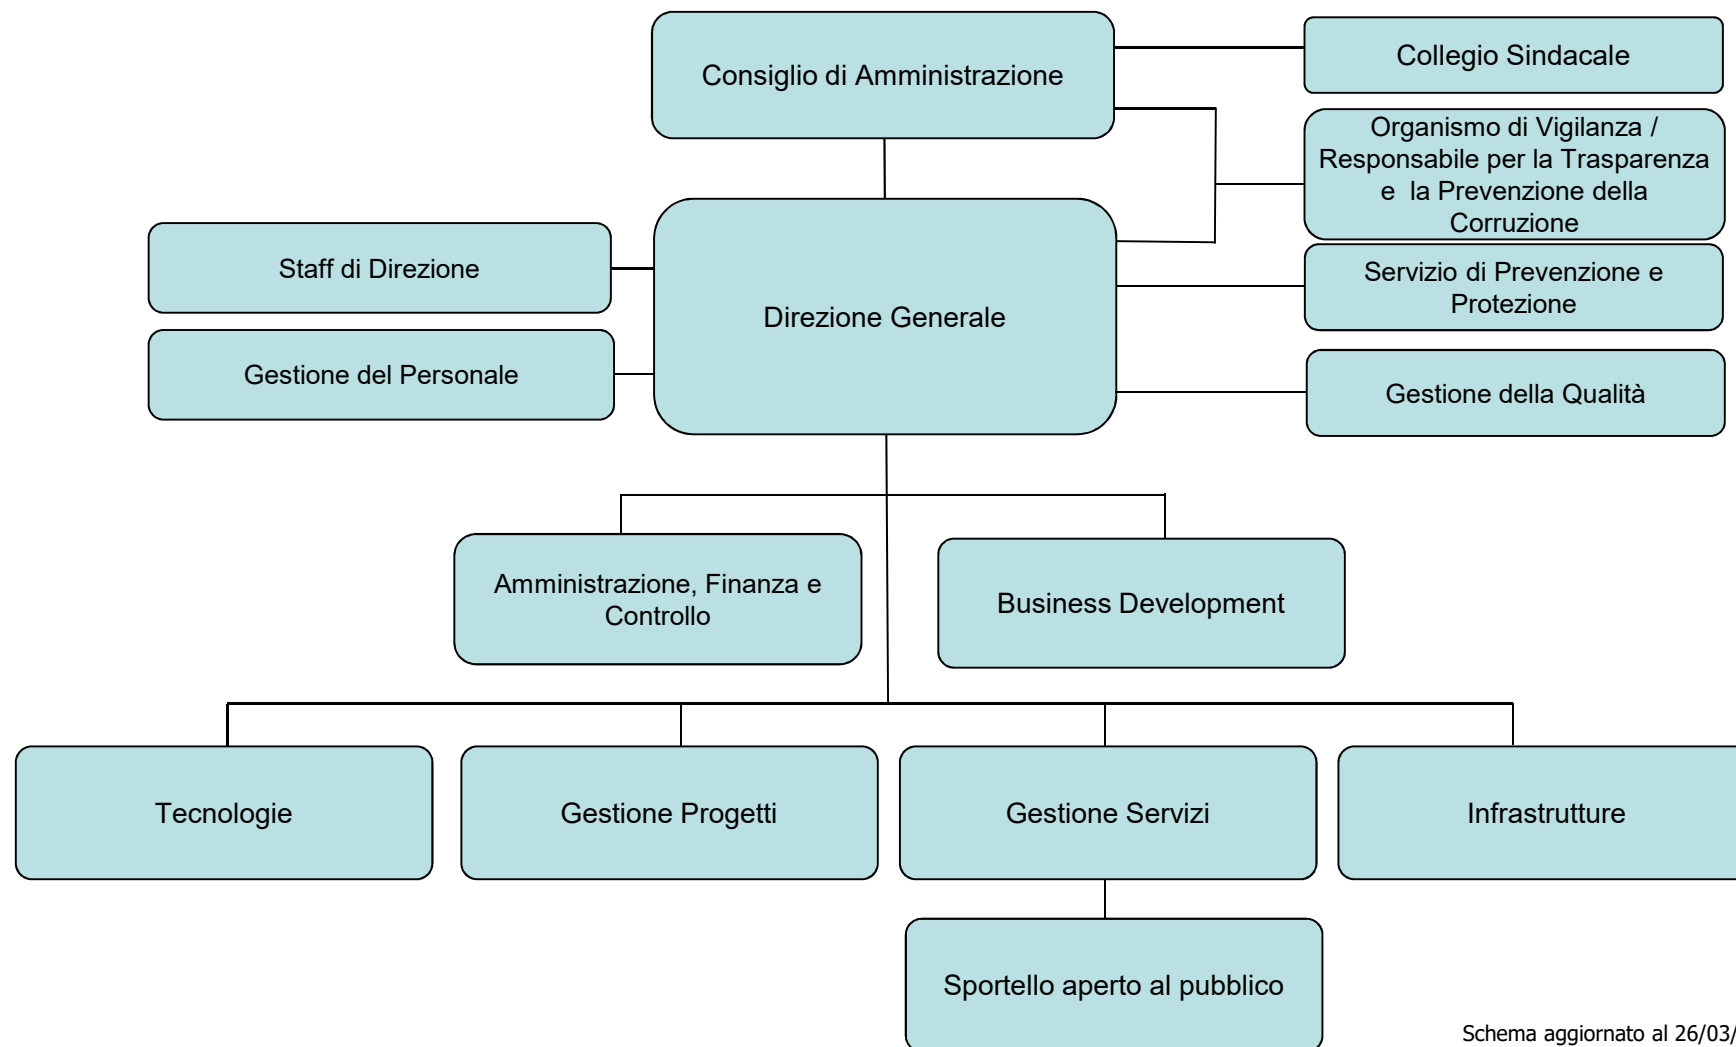 Consiglio di Amministrazione
Collegio Sindacale
Organismo di Vigilanza /
Responsabile per la Trasparenza
e la Prevenzione della
Corruzione
Staff di Direzione
Servizio di Prevenzione e
Protezione
Direzione Generale
Gestione del Personale
Gestione della Qualità
Amministrazione, Finanza e
Controllo
Business Development
Tecnologie
Gestione Progetti
Gestione Servizi
Infrastrutture
Sportello aperto al pubblico
Schema aggiornato al 26/03/